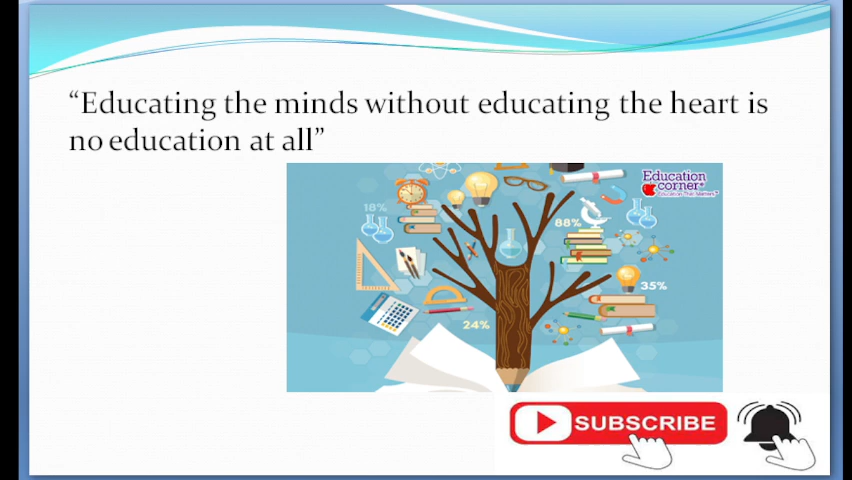 “Educating the minds without educating the heart is
no education at all”
Education
corner
18%
88%
35%
24%
SUBSCRIBE